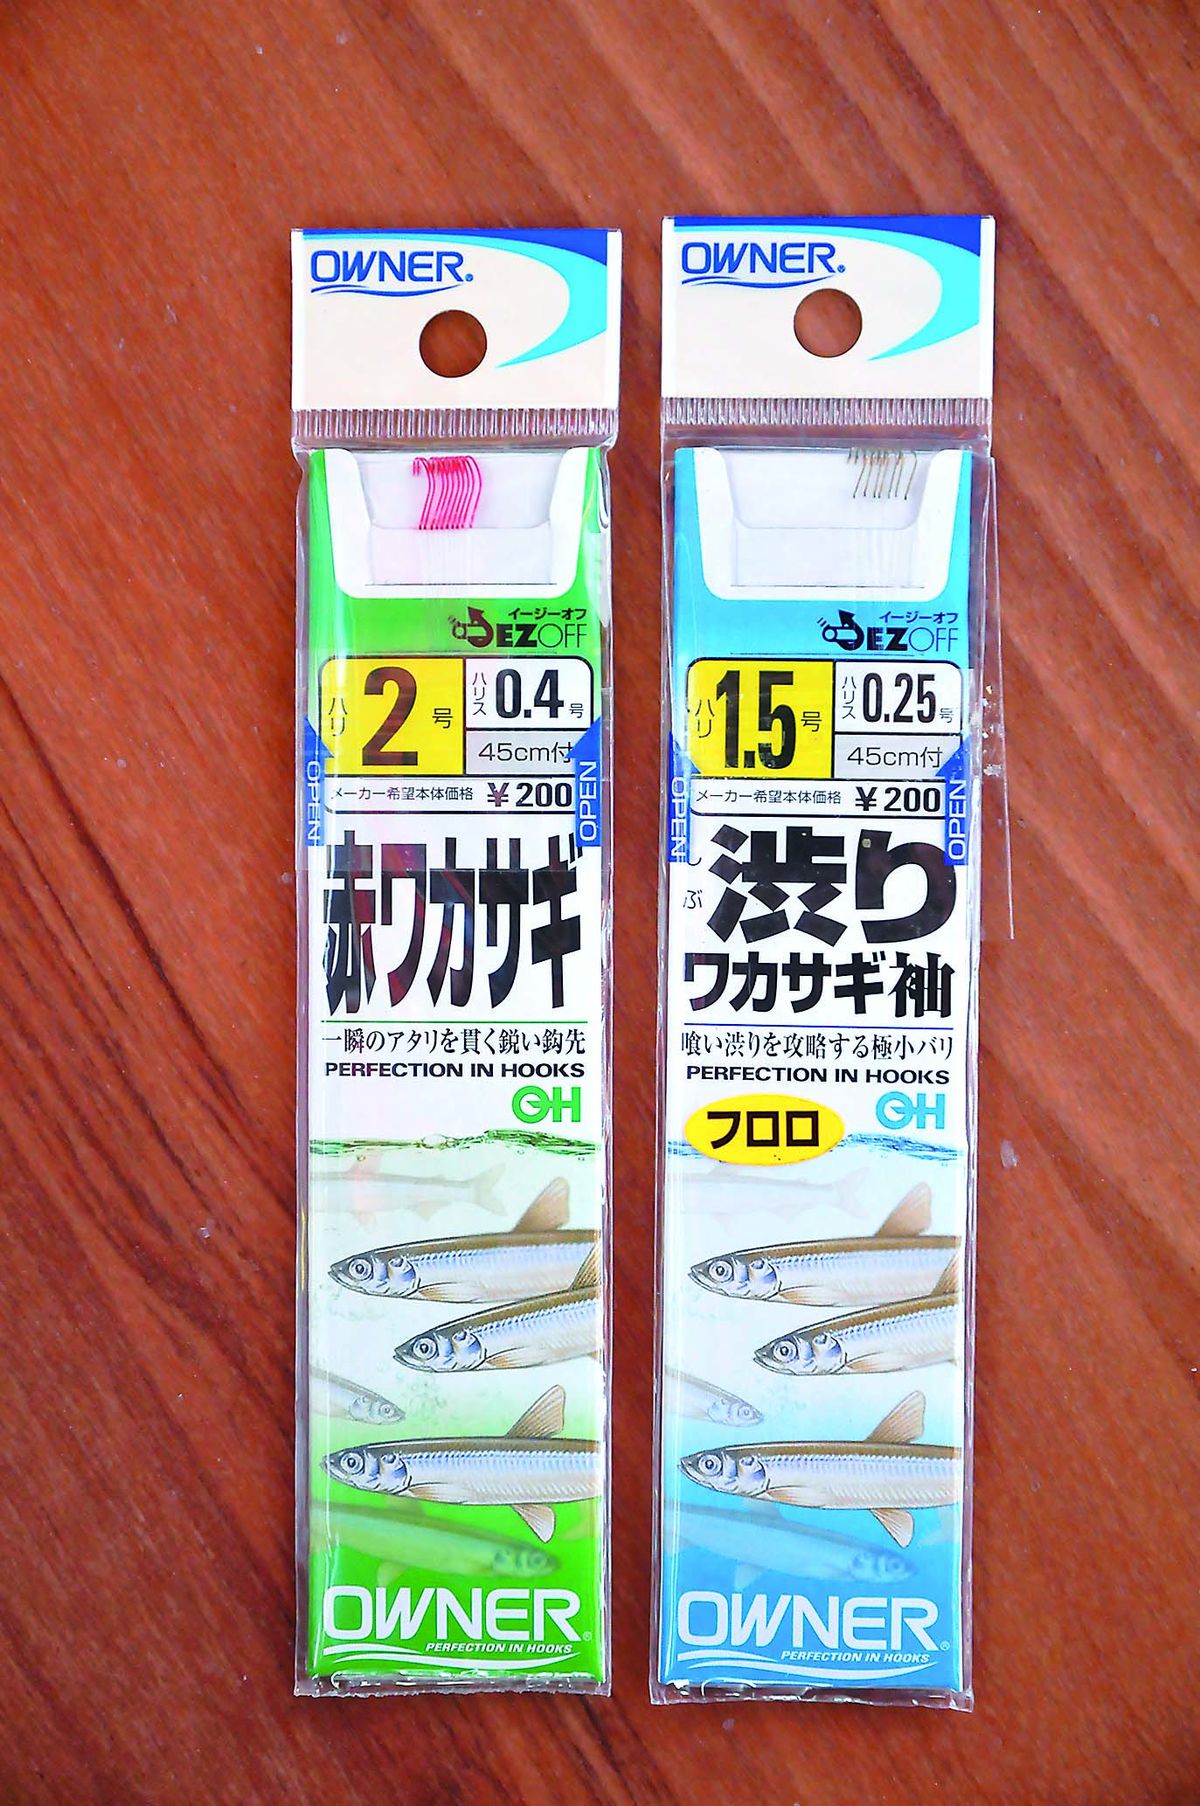 OWNER
イージーオフ
EZOFF
ハリ 2 号
ハリス 0.4 号
45cm付
メーカー希望本体価格 ¥200
OPEN
OPEN
赤ワカサギ
一瞬のアタリを貫く鋭い鈎先
PERFECTION IN HOOKS
OH
OWNER
PERFECTION IN HOOKS
OWNER
イージーオフ
EZOFF
ハリ 1.5 号
ハリス 0.25 号
45cm付
メーカー希望本体価格 ¥200
OPEN
OPEN
しぶ
渋り
ワカサギ袖
喰い渋りを攻略する極小バリ
PERFECTION IN HOOKS
OH
フロロ
OWNER
PERFECTION IN HOOKS